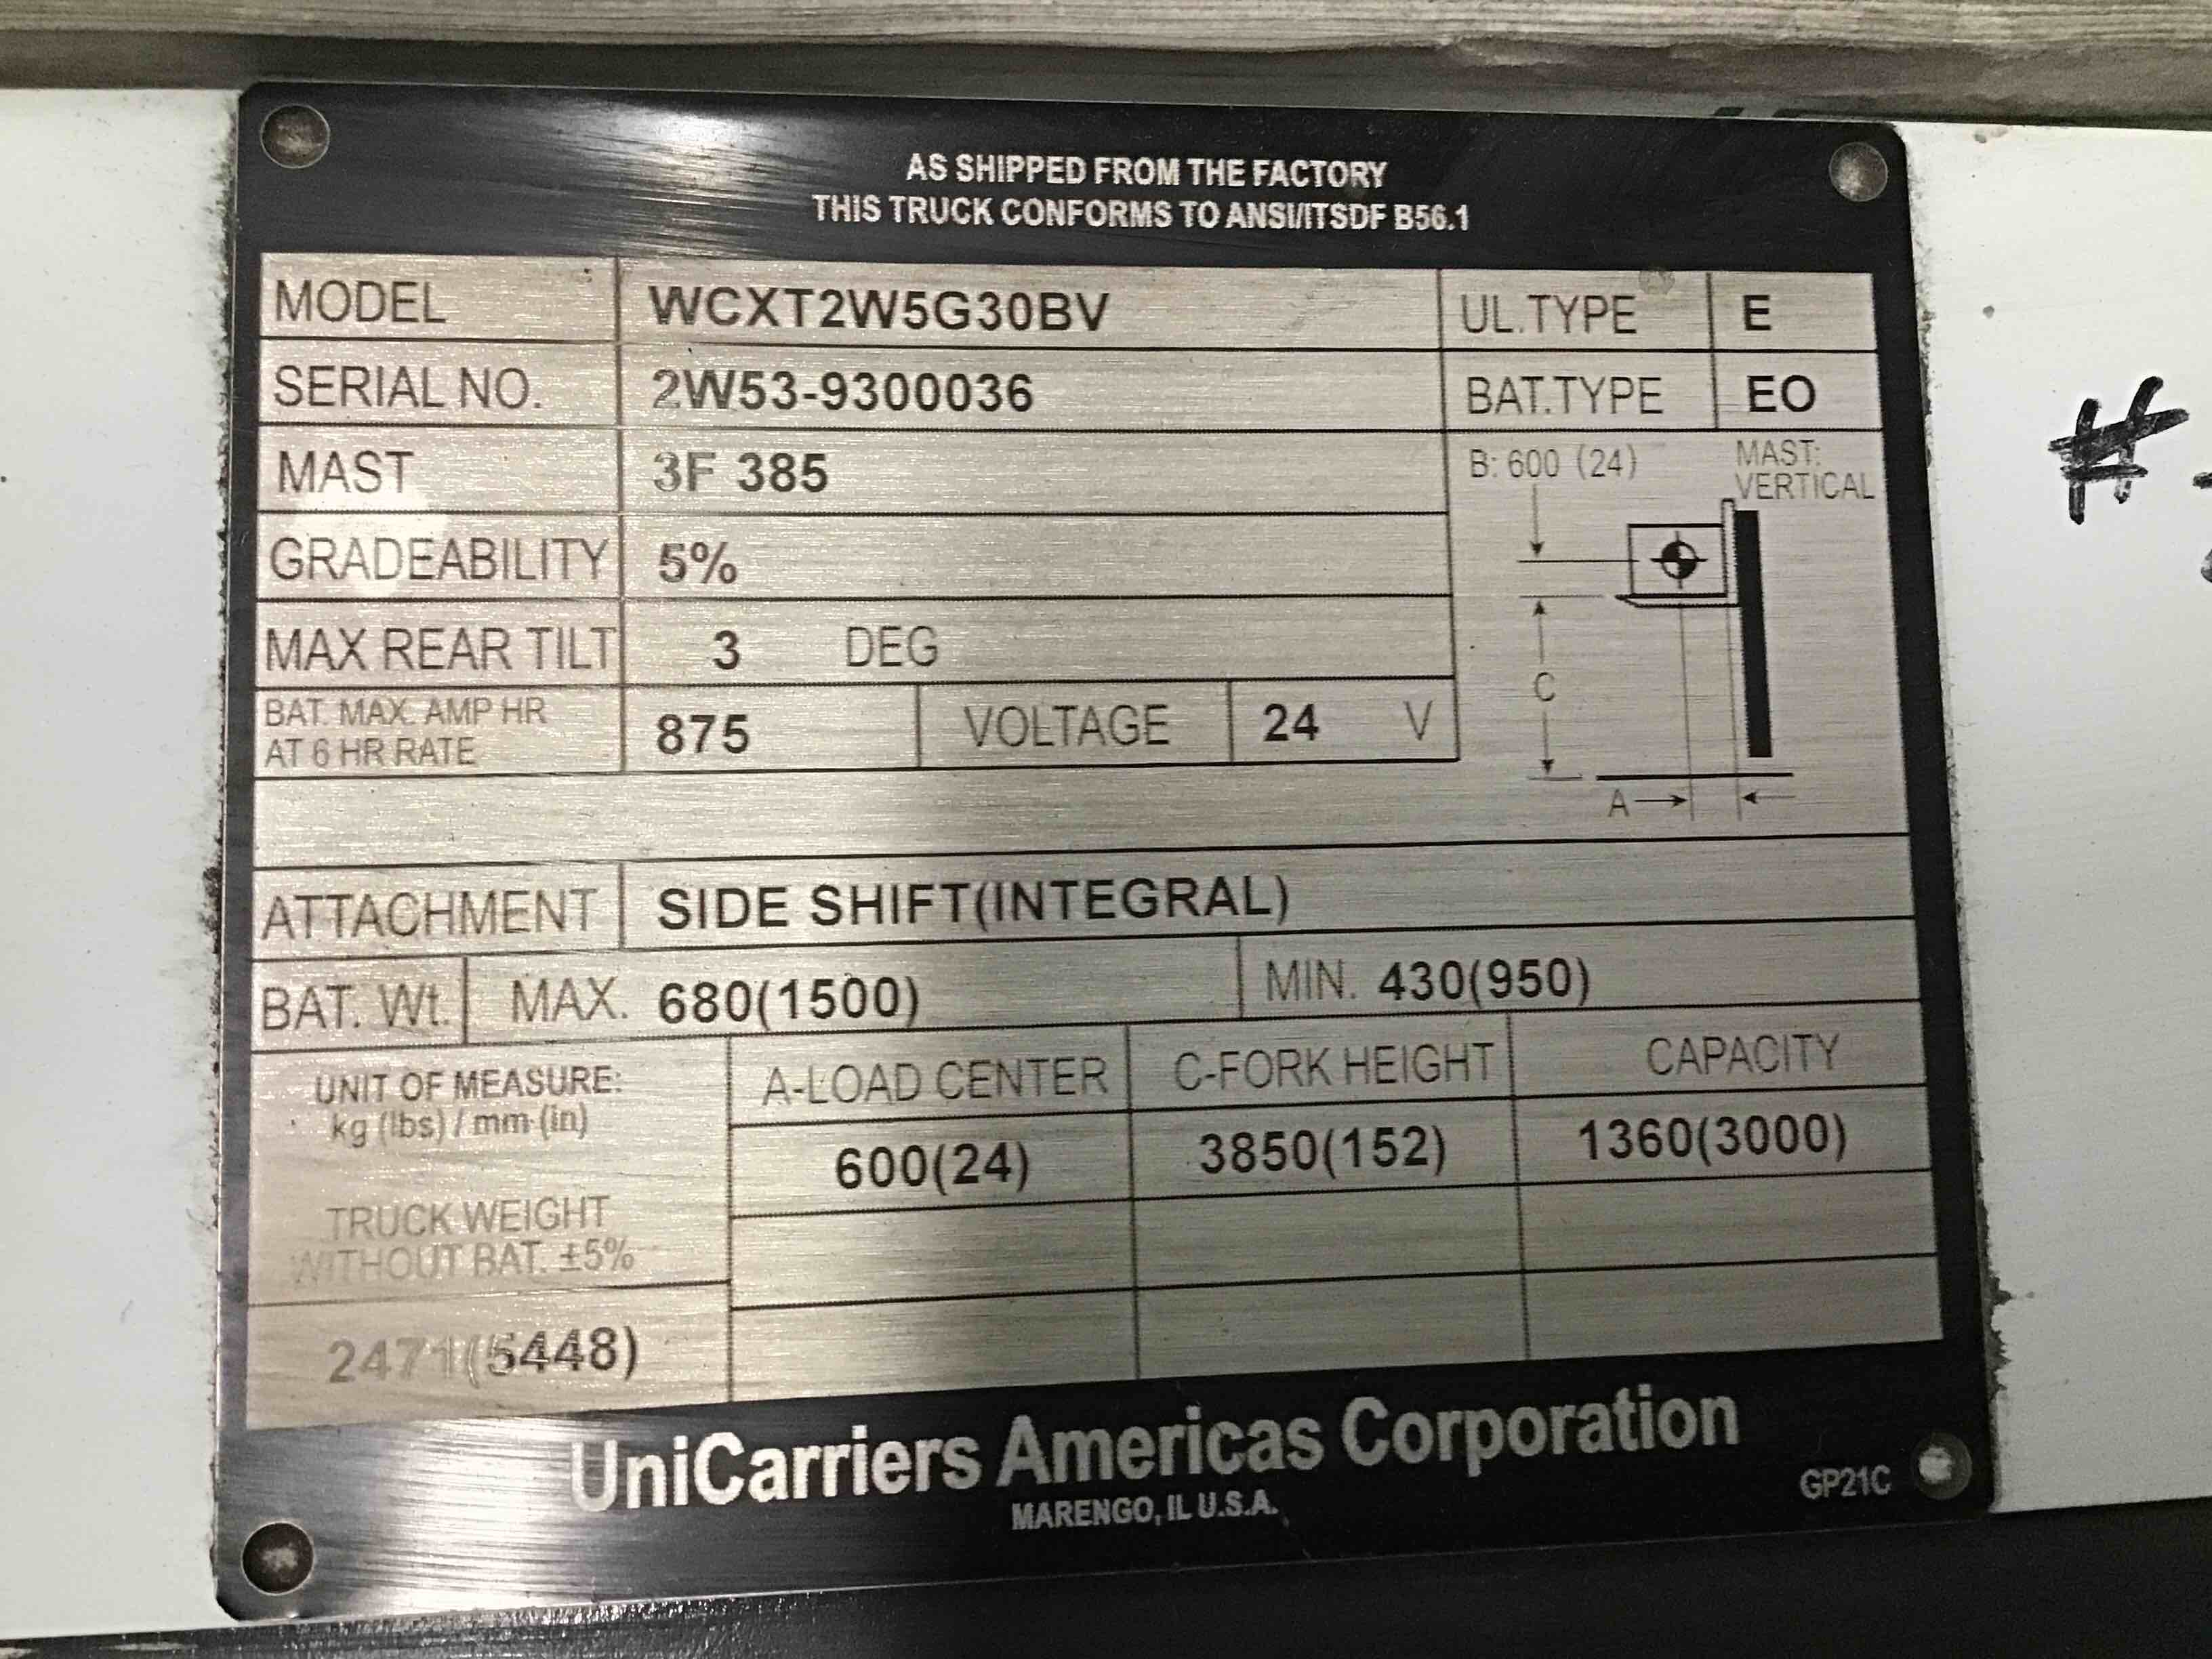 AS SHIPPED FROM THE FACTORY
THIS TRUCK CONFORMS TO ANSI/ITSDF B56.1
MODEL WCXT2W5G30BV UL.TYPE E
SERIAL NO. 2W53-9300036 BAT.TYPE EO
MAST 3F 385
B: 600 (24) MAST: VERTICAL
GRADEABILITY 5%
MAX REAR TILT 3 DEG
C
BAT. MAX. AMP HR AT 6 HR RATE 875 VOLTAGE 24 V
A
ATTACHMENT SIDE SHIFT(INTEGRAL)
BAT. Wt. MAX. 680(1500) MIN. 430(950)
UNIT OF MEASURE: A-LOAD CENTER C-FORK HEIGHT CAPACITY
kg (lbs) / mm (in) 600(24) 3850(152) 1360(3000)
TRUCK WEIGHT
WITHOUT BAT. ±5%
2471(5448)
UniCarriers Americas Corporation
MARENGO, IL U.S.A.
GP21C
#